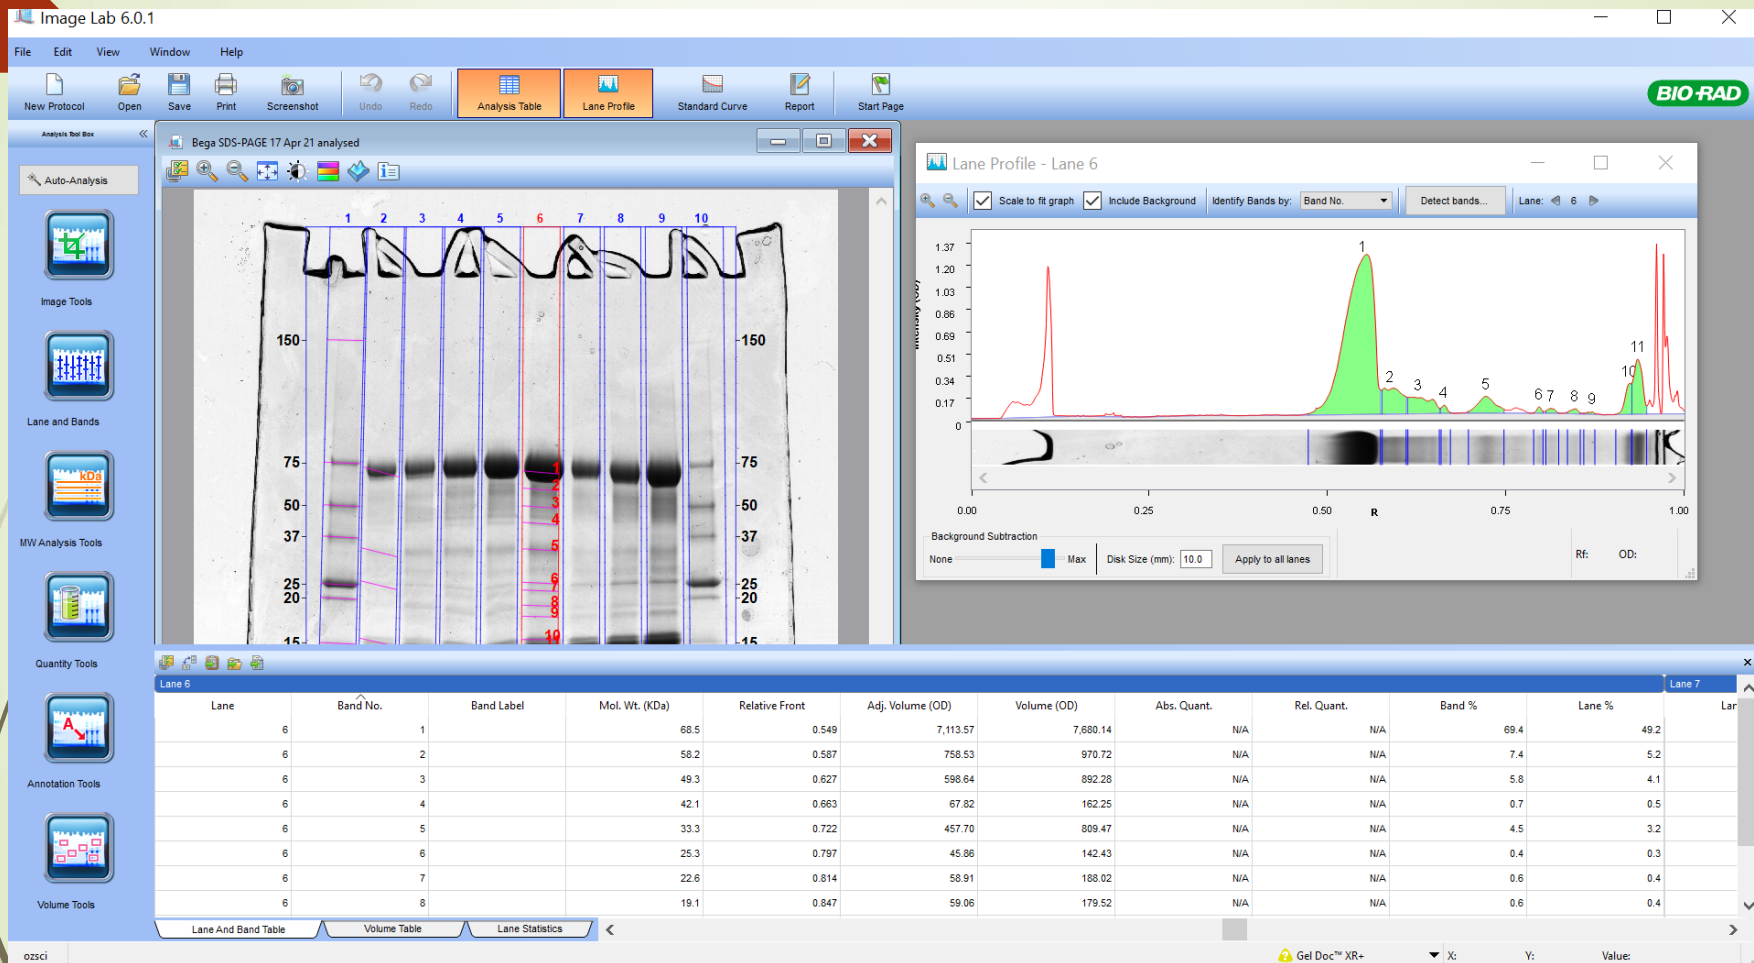 Image Lab 6.0.1
File Edit View Window Help
New Protocol Open Save Print Screenshot Undo Redo Analysis Table Lane Profile Standard Curve Report Start Page
BIO-RAD
Analysis Tool Box
Auto-Analysis
Image Tools
Lane and Bands
kDa
MW Analysis Tools
Quantity Tools
A
Annotation Tools
Volume Tools
Bega SDS-PAGE 17 Apr 21 analysed
1 2 3 4 5 6 7 8 9 10
150 150
75 75
50 50
37 37
25 25
20 20
15 15
1
2
3
4
5
6
7
8
9
10
Lane Profile - Lane 6
Scale to fit graph Include Background Identify Bands by: Band No. Detect bands... Lane: 6
Intensity (OD)
1.37
1.20
1.03
0.86
0.69
0.51
0.34
0.17
0
1 2 3 4 5 6 7 8 9 10 11
0.00 0.25 0.50 0.75 1.00
R
Background Subtraction
None Max Disk Size (mm): 10.0 Apply to all lanes Rf: OD:
Lane 6 Lane 7
Lane Band No. Band Label Mol. Wt. (KDa) Relative Front Adj. Volume (OD) Volume (OD) Abs. Quant. Rel. Quant. Band % Lane % Lar
6 1 68.5 0.549 7,113.57 7,680.14 N/A N/A 69.4 49.2
6 2 58.2 0.587 758.53 970.72 N/A N/A 7.4 5.2
6 3 49.3 0.627 598.64 892.28 N/A N/A 5.8 4.1
6 4 42.1 0.663 67.82 162.25 N/A N/A 0.7 0.5
6 5 33.3 0.722 457.70 809.47 N/A N/A 4.5 3.2
6 6 25.3 0.797 45.86 142.43 N/A N/A 0.4 0.3
6 7 22.6 0.814 58.91 188.02 N/A N/A 0.6 0.4
6 8 19.1 0.847 59.06 179.52 N/A N/A 0.6 0.4
Lane And Band Table Volume Table Lane Statistics
ozsci Gel Doc™ XR+ X: Y: Value: